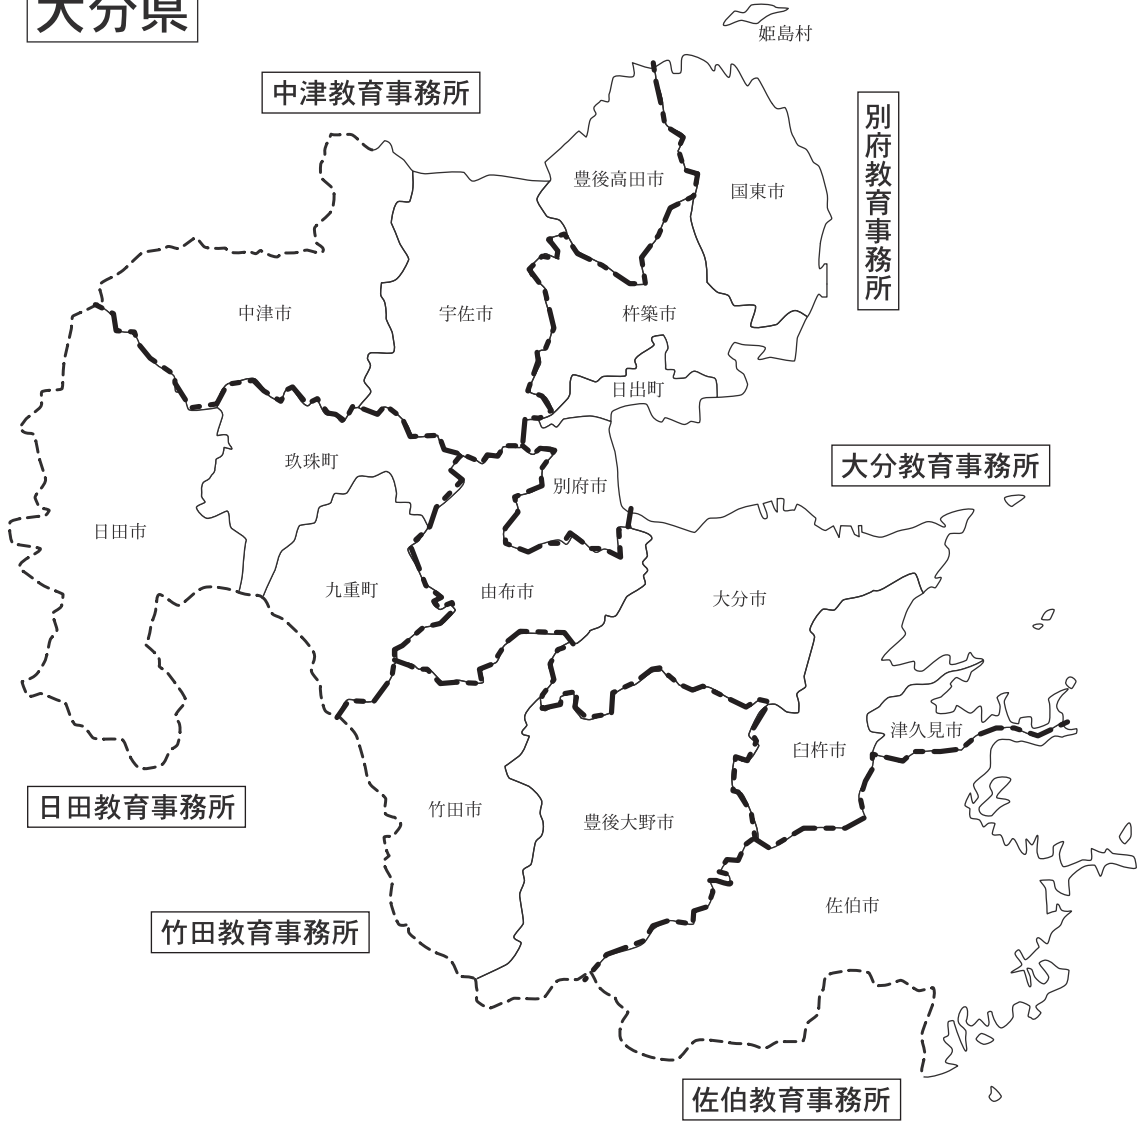 大分県
姫島村
中津教育事務所
別府教育事務所
豊後高田市
国東市
中津市
宇佐市
杵築市
日出町
玖珠町
別府市
大分教育事務所
日田市
九重町
由布市
大分市
津久見市
臼杵市
日田教育事務所
竹田市
豊後大野市
佐伯市
竹田教育事務所
佐伯教育事務所